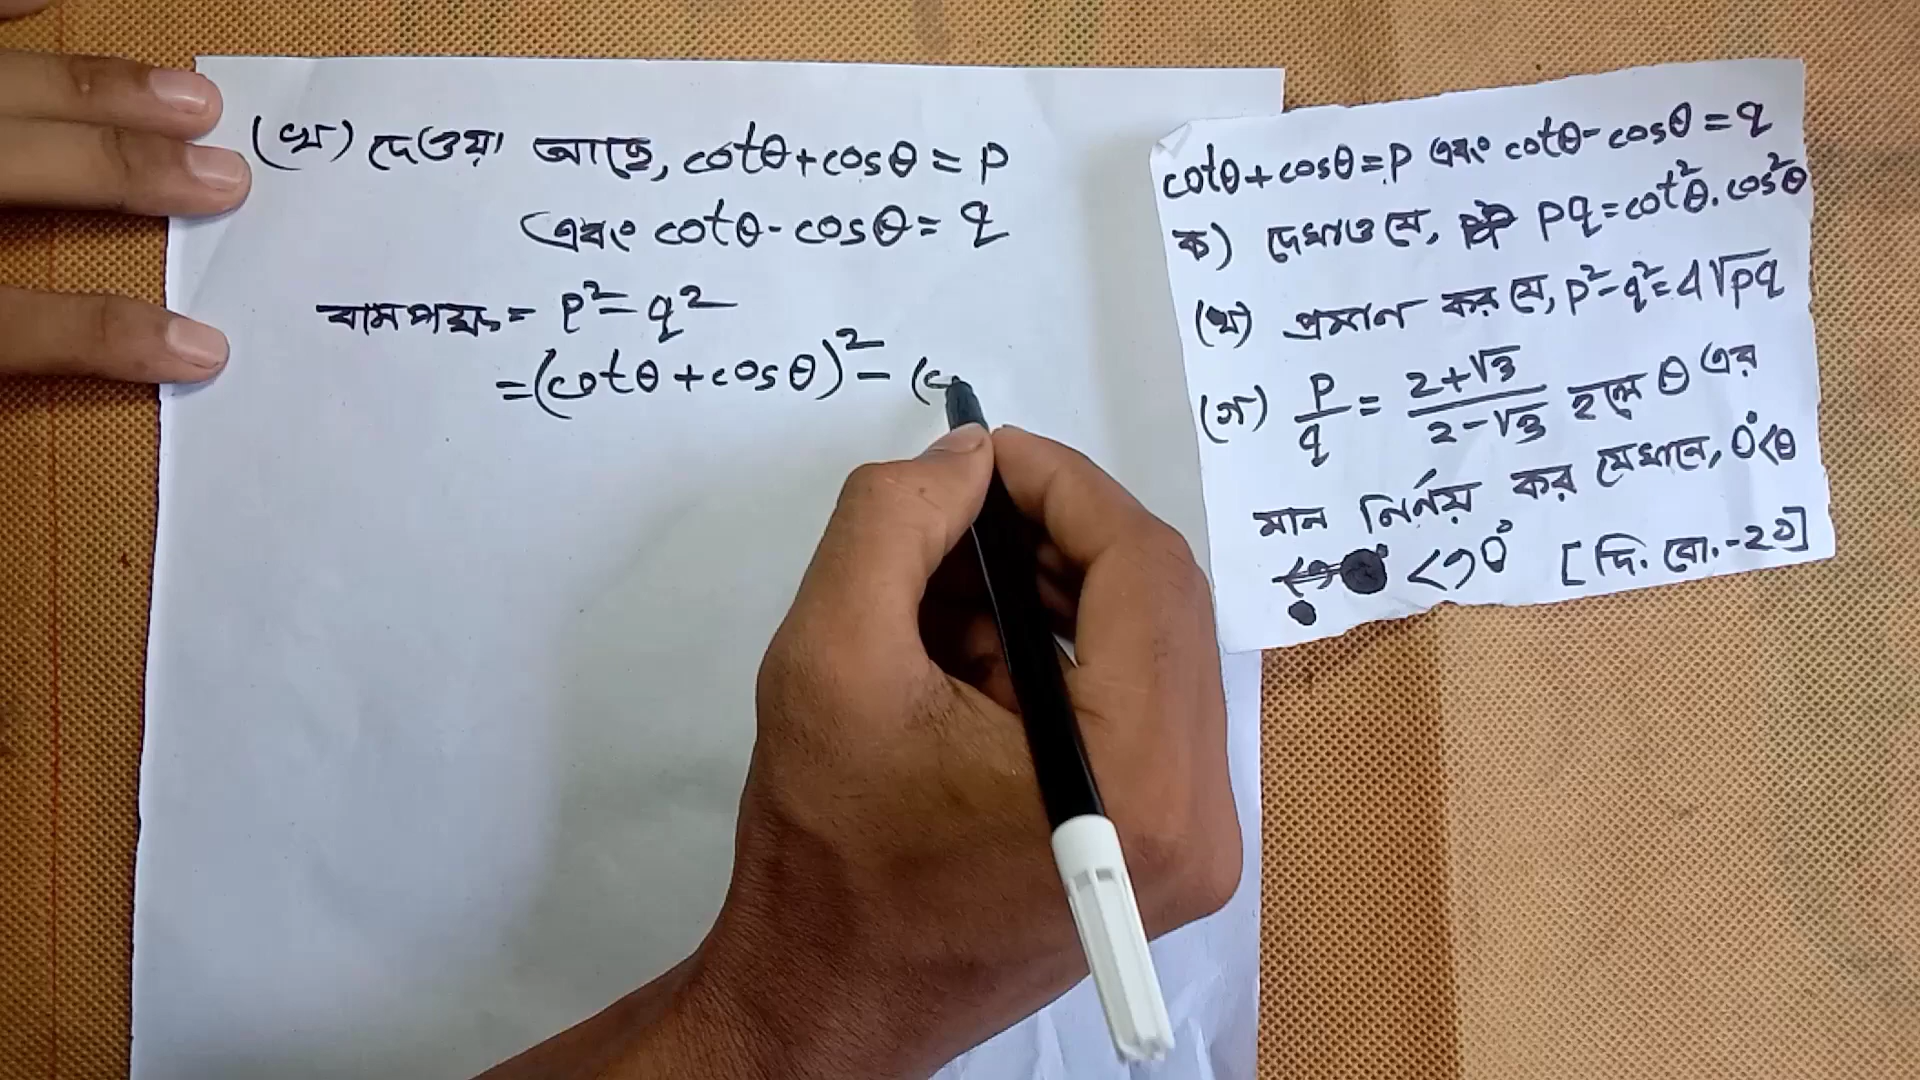 (খ) দেওয়া আছে, cotθ+cosθ = p
এবং cotθ-cosθ = q
বামপক্ষ = p²-q²
=(cotθ+cosθ)² - (c
cotθ+cosθ=p এবং cotθ-cosθ = q
ক) দেখাও যে, pq=cot²θ.cos²θ
(খ) প্রমাণ কর যে, p²-q²=4√pq
(গ) p/q = 2+√3/2-√3 হলে θ এর
মান নির্ণয় কর যেখানে, 0°<θ
<90° [দি. বো.-20]